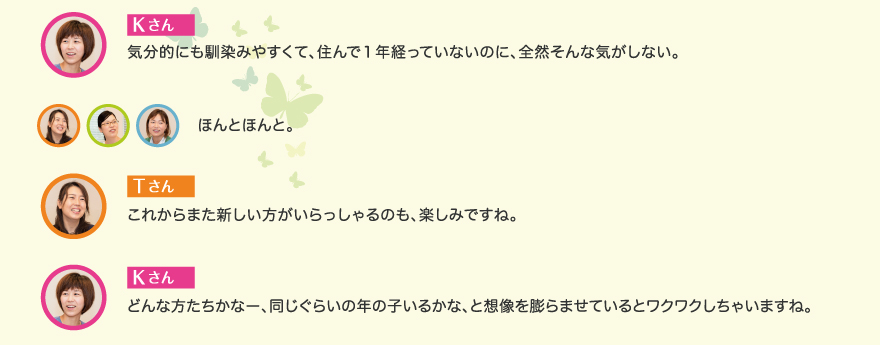 Kさん
気分的にも馴染みやすくて、住んで１年経っていないのに、全然そんな気がしない。
ほんとほんと。
Tさん
これからまた新しい方がいらっしゃるのも、楽しみですね。
Kさん
どんな方たちかなー、同じぐらいの年の子いるかな、と想像を膨らませているとワクワクしちゃいますね。